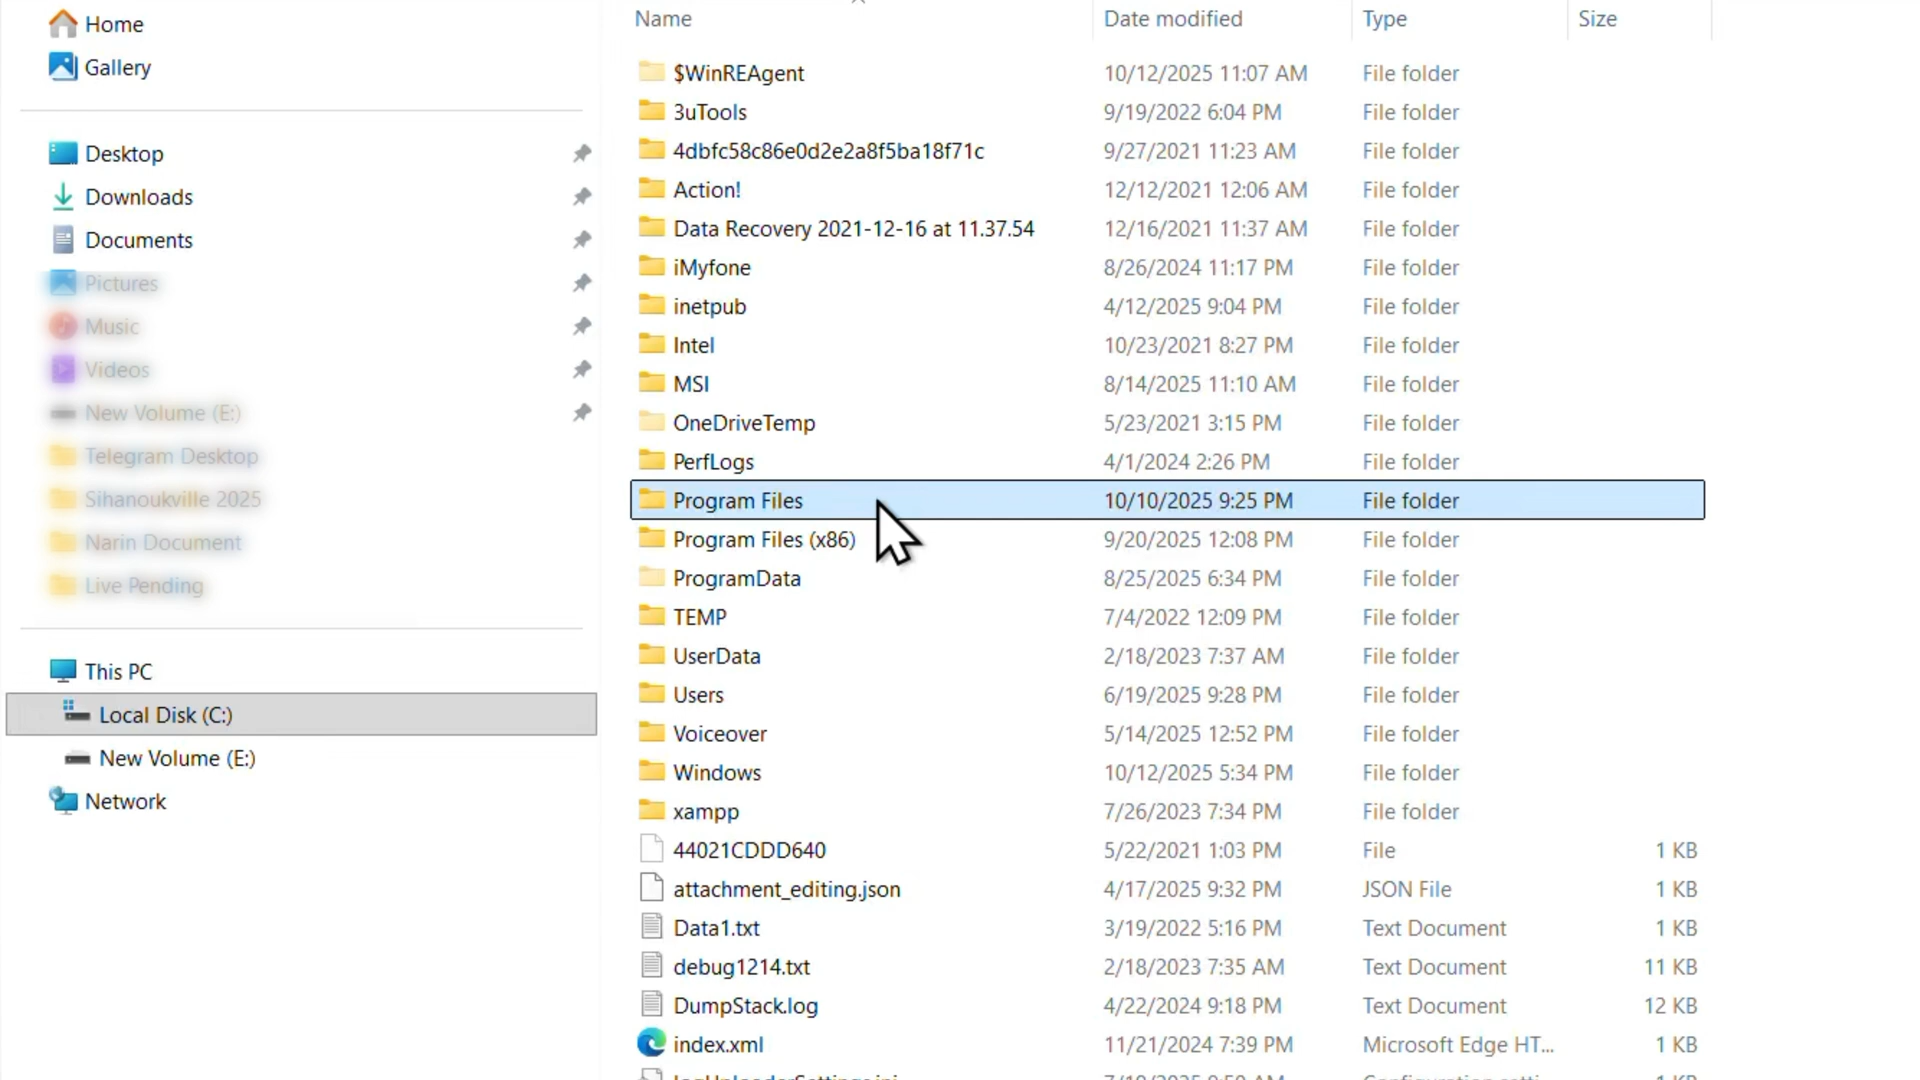 Home
Gallery
Desktop
Downloads
Documents
Pictures
Music
Videos
New Volume (E:)
Telegram Desktop
Sihanoukville 2025
Narin Document
Live Pending
This PC
Local Disk (C:)
New Volume (E:)
Network
Name Date modified Type Size
$WinREAgent 10/12/2025 11:07 AM File folder
3uTools 9/19/2022 6:04 PM File folder
4dbfc58c86e0d2e2a8f5ba18f71c 9/27/2021 11:23 AM File folder
Action! 12/12/2021 12:06 AM File folder
Data Recovery 2021-12-16 at 11.37.54 12/16/2021 11:37 AM File folder
iMyfone 8/26/2024 11:17 PM File folder
inetpub 4/12/2025 9:04 PM File folder
Intel 10/23/2021 8:27 PM File folder
MSI 8/14/2025 11:10 AM File folder
OneDriveTemp 5/23/2021 3:15 PM File folder
PerfLogs 4/1/2024 2:26 PM File folder
Program Files 10/10/2025 9:25 PM File folder
Program Files (x86) 9/20/2025 12:08 PM File folder
ProgramData 8/25/2025 6:34 PM File folder
TEMP 7/4/2022 12:09 PM File folder
UserData 2/18/2023 7:37 AM File folder
Users 6/19/2025 9:28 PM File folder
Voiceover 5/14/2025 12:52 PM File folder
Windows 10/12/2025 5:34 PM File folder
xampp 7/26/2023 7:34 PM File folder
44021CDDD640 5/22/2021 1:03 PM File 1 KB
attachment_editing.json 4/17/2025 9:32 PM JSON File 1 KB
Data1.txt 3/19/2022 5:16 PM Text Document 1 KB
debug1214.txt 2/18/2023 7:35 AM Text Document 11 KB
DumpStack.log 4/22/2024 9:18 PM Text Document 12 KB
index.xml 11/21/2024 7:39 PM Microsoft Edge HT... 1 KB